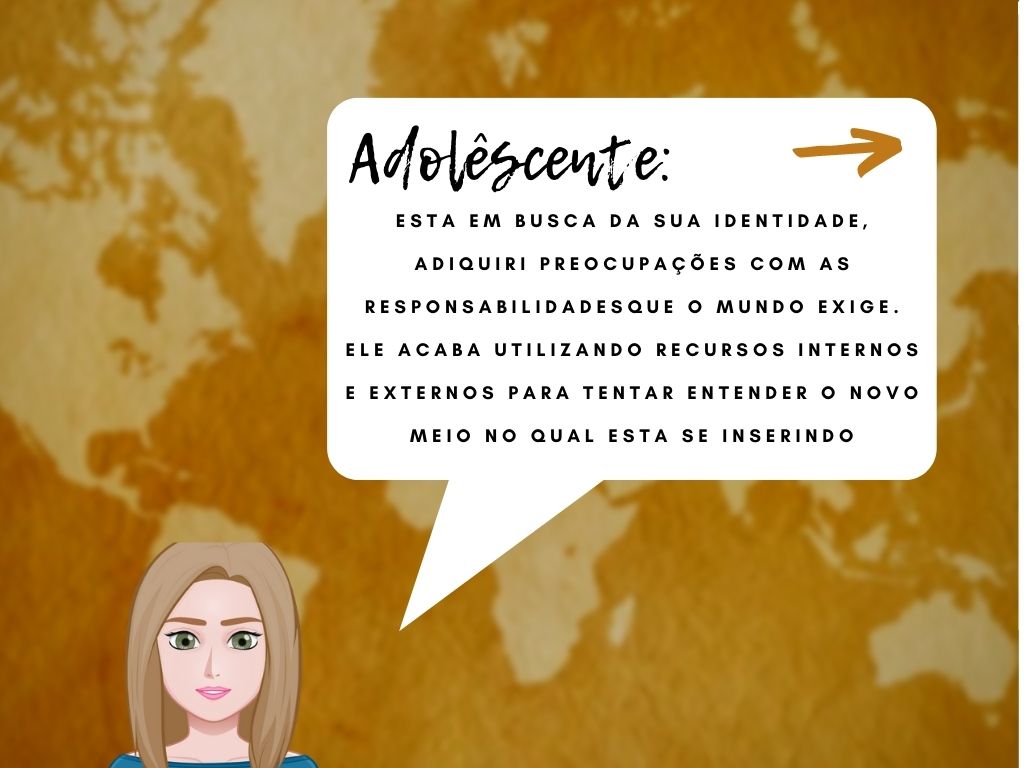 Adolêscente:
ESTA EM BUSCA DA SUA IDENTIDADE,
ADIQUIRI PREOCUPAÇÕES COM AS
RESPONSABILIDADESQUE O MUNDO EXIGE.
ELE ACABA UTILIZANDO RECURSOS INTERNOS
E EXTERNOS PARA TENTAR ENTENDER O NOVO
MEIO NO QUAL ESTA SE INSERINDO